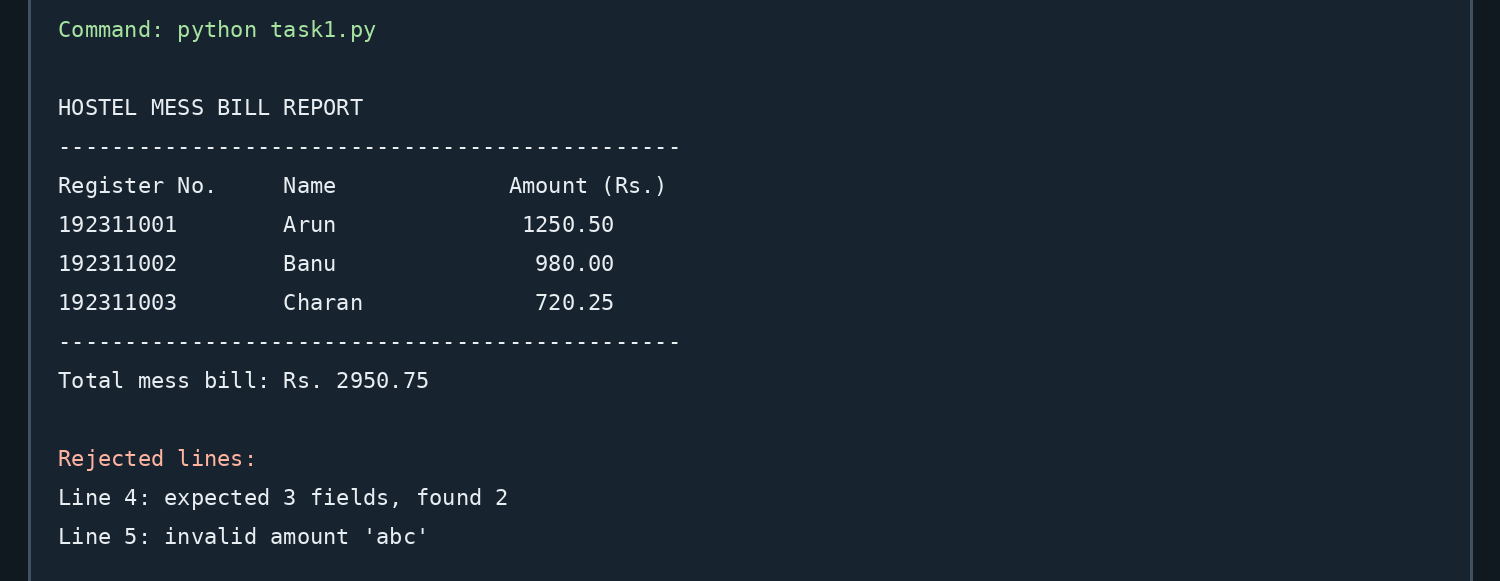 Command: python task1.py
HOSTEL MESS BILL REPORT
-----------------------------------------------
Register No.     Name             Amount (Rs.)
192311001        Arun              1250.50
192311002        Banu               980.00
192311003        Charan             720.25
-----------------------------------------------
Total mess bill: Rs. 2950.75
Rejected lines:
Line 4: expected 3 fields, found 2
Line 5: invalid amount 'abc'